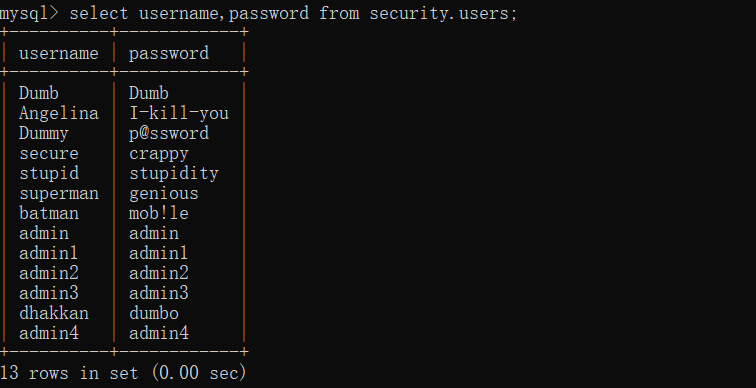 mysql> select username,password from security.users;
+----------+------------+
| username | password   |
+----------+------------+
| Dumb     | Dumb       |
| Angelina | I-kill-you |
| Dummy    | p@ssword   |
| secure   | crappy     |
| stupid   | stupidity  |
| superman | genious    |
| batman   | mob!le     |
| admin    | admin      |
| admin1   | admin1     |
| admin2   | admin2     |
| admin3   | admin3     |
| dhakkan  | dumbo      |
| admin4   | admin4     |
+----------+------------+
13 rows in set (0.00 sec)